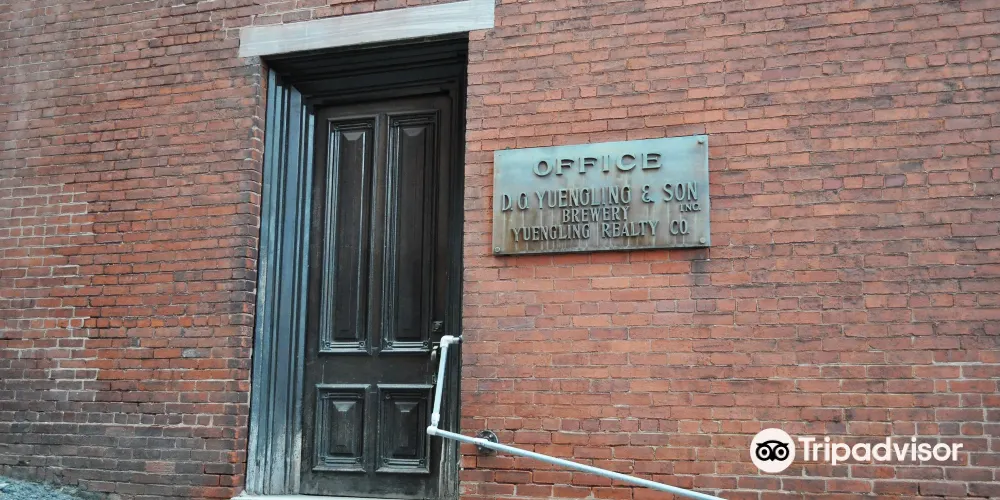 OFFICE
D. G. YUENGLING & SON
BREWERY INC.
YUENGLING REALTY CO.
Tripadvisor